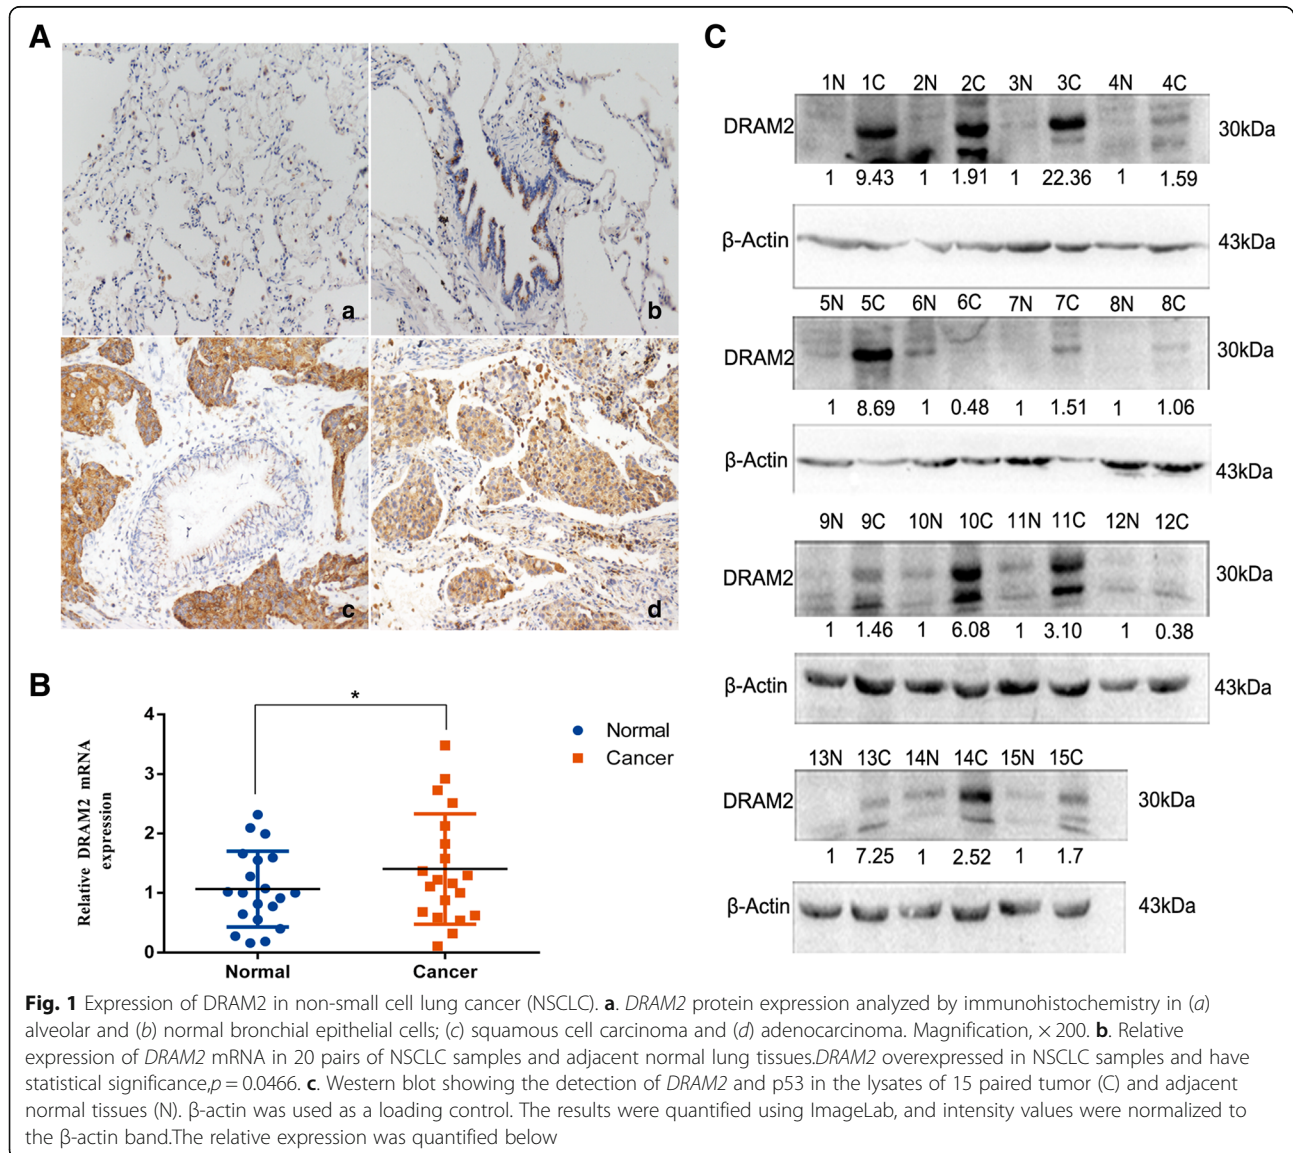 A
a
b
c
d
B
*
4
3
2
1
0
Relative DRAM2 mRNA
expression
Normal
Cancer
Normal
Cancer
C
1N 1C 2N 2C 3N 3C 4N 4C
DRAM2
30kDa
1 9.43 1 1.91 1 22.36 1 1.59
β-Actin
43kDa
5N 5C 6N 6C 7N 7C 8N 8C
DRAM2
30kDa
1 8.69 1 0.48 1 1.51 1 1.06
β-Actin
43kDa
9N 9C 10N 10C 11N 11C 12N 12C
DRAM2
30kDa
1 1.46 1 6.08 1 3.10 1 0.38
β-Actin
43kDa
13N 13C 14N 14C 15N 15C
DRAM2
30kDa
1 7.25 1 2.52 1 1.7
β-Actin
43kDa
Fig. 1 Expression of DRAM2 in non-small cell lung cancer (NSCLC). a. DRAM2 protein expression analyzed by immunohistochemistry in (a)
alveolar and (b) normal bronchial epithelial cells; (c) squamous cell carcinoma and (d) adenocarcinoma. Magnification, × 200. b. Relative
expression of DRAM2 mRNA in 20 pairs of NSCLC samples and adjacent normal lung tissues.DRAM2 overexpressed in NSCLC samples and have
statistical significance,p = 0.0466. c. Western blot showing the detection of DRAM2 and p53 in the lysates of 15 paired tumor (C) and adjacent
normal tissues (N). β-actin was used as a loading control. The results were quantified using ImageLab, and intensity values were normalized to
the β-actin band.The relative expression was quantified below